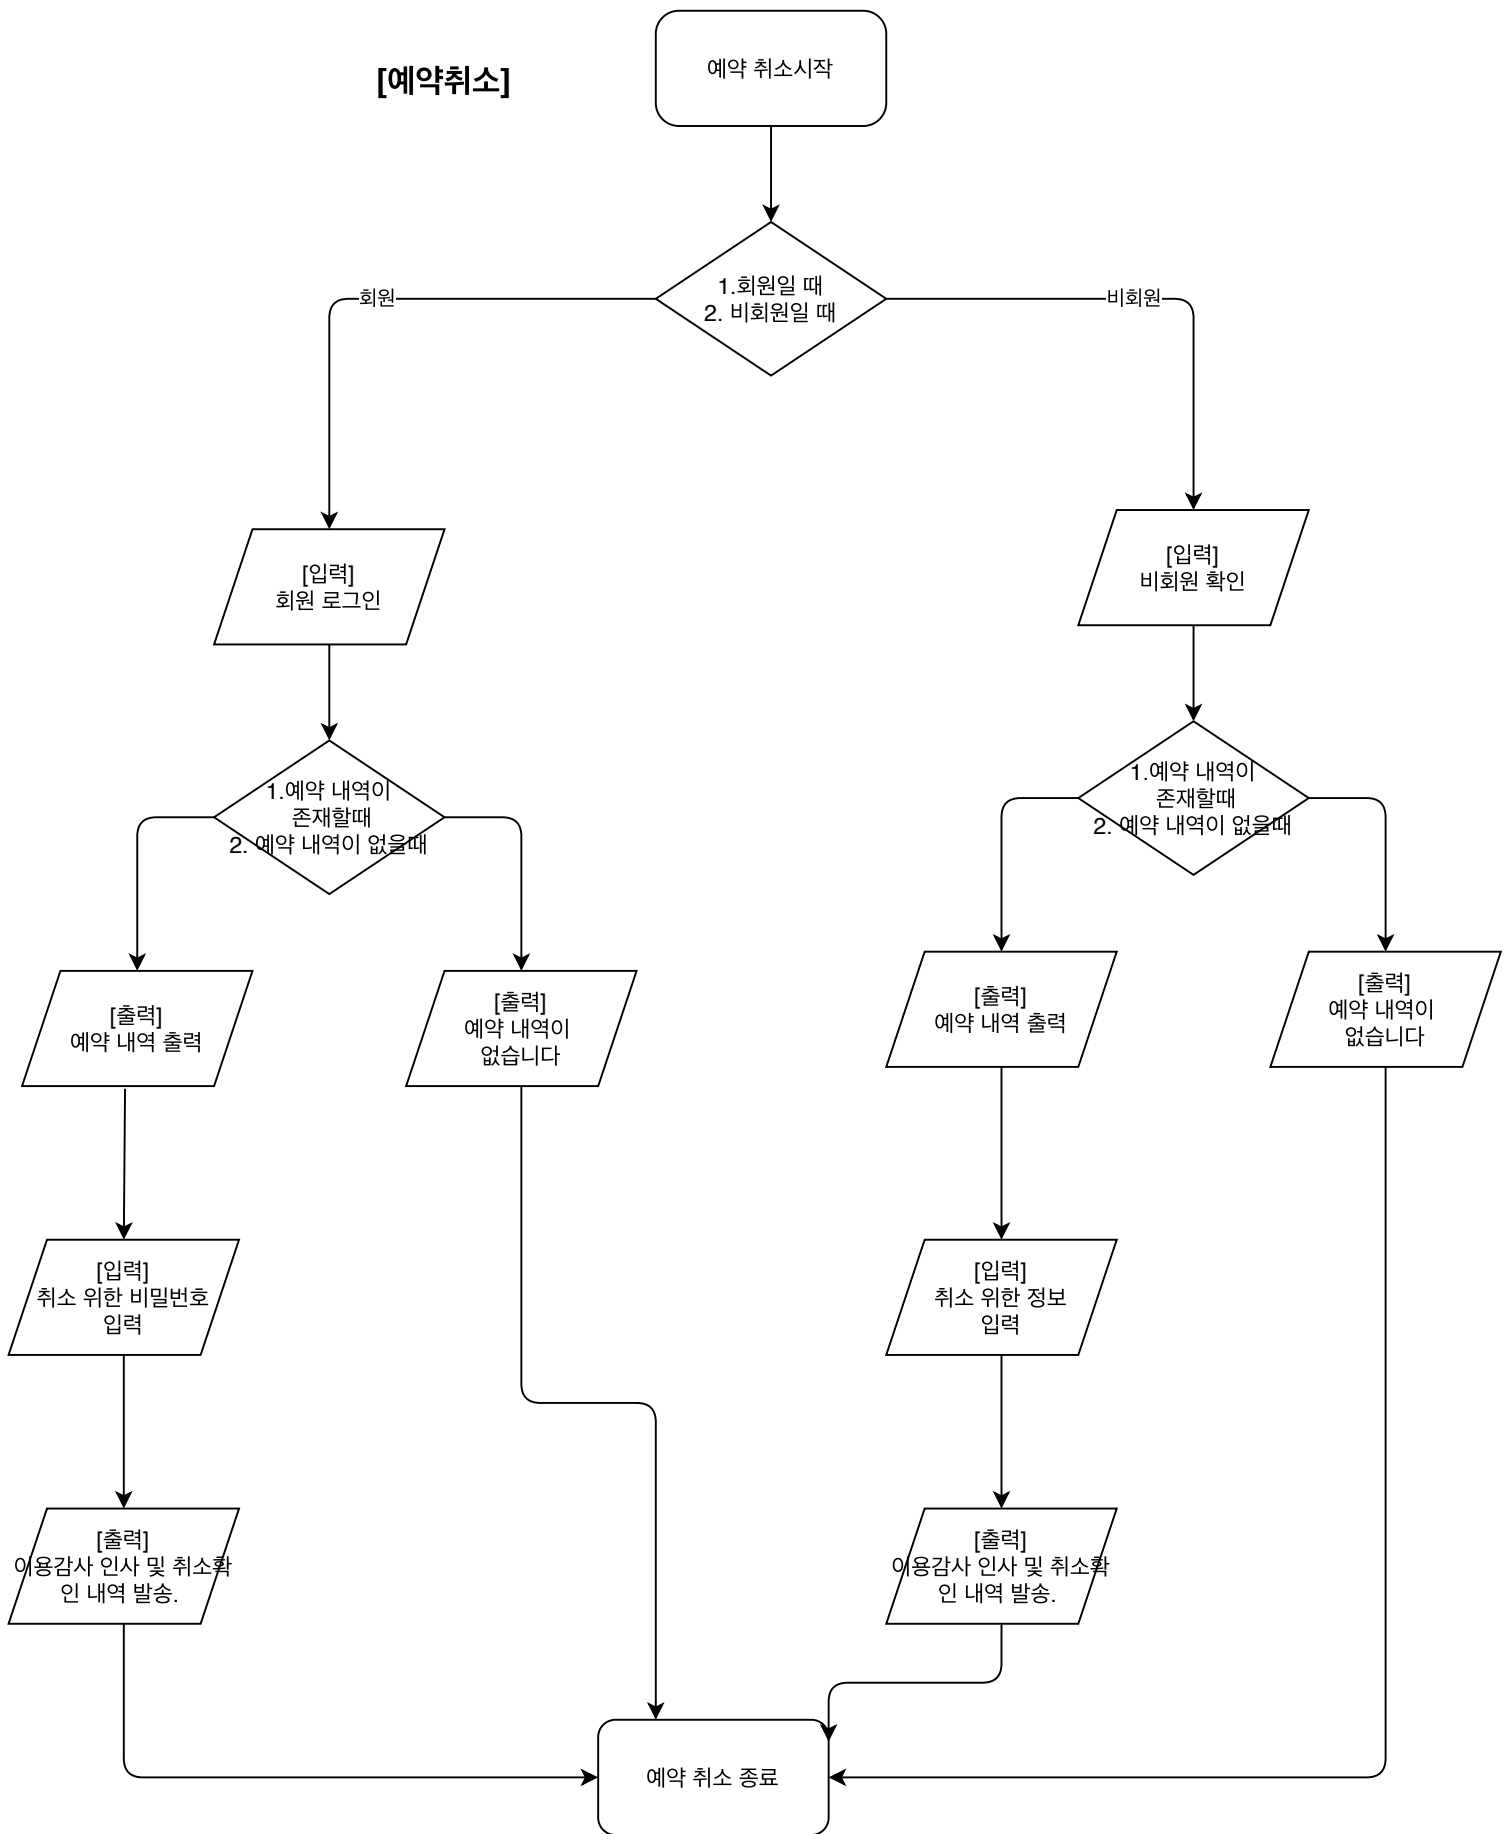 [예약취소]
예약 취소시작
1.회원일 때
2. 비회원일 때
회원
비회원
[입력]
회원 로그인
[입력]
비회원 확인
1.예약 내역이
존재할때
2. 예약 내역이 없을때
1.예약 내역이
존재할때
2. 예약 내역이 없을때
[출력]
예약 내역 출력
[출력]
예약 내역이
없습니다
[출력]
예약 내역 출력
[출력]
예약 내역이
없습니다
[입력]
취소 위한 비밀번호
입력
[입력]
취소 위한 정보
입력
[출력]
이용감사 인사 및 취소확
인 내역 발송.
[출력]
이용감사 인사 및 취소확
인 내역 발송.
예약 취소 종료